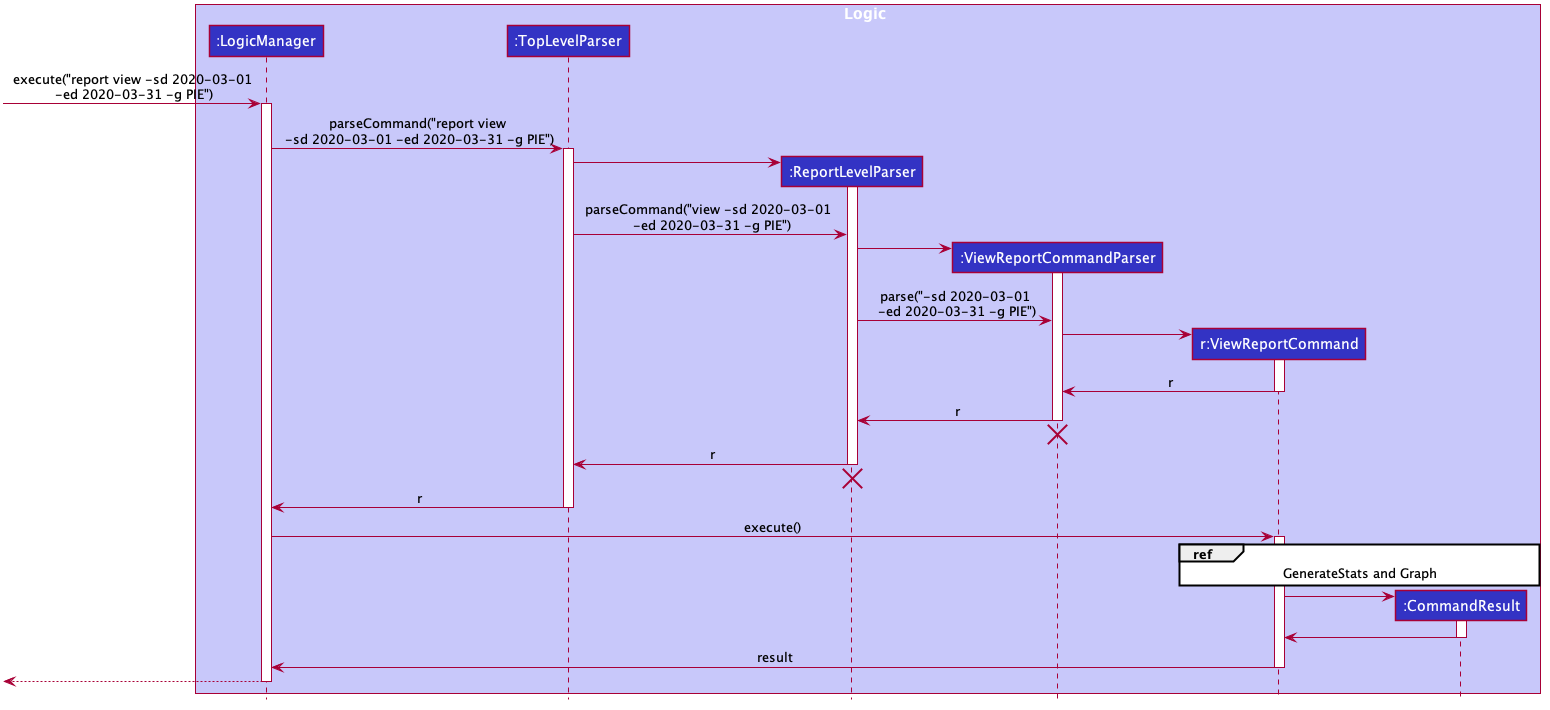 Logic
:LogicManager
:TopLevelParser
execute("report view -sd 2020-03-01
-ed 2020-03-31 -g PIE")
parseCommand("report view
-sd 2020-03-01 -ed 2020-03-31 -g PIE")
:ReportLevelParser
parseCommand("view -sd 2020-03-01
-ed 2020-03-31 -g PIE")
:ViewReportCommandParser
parse("-sd 2020-03-01
-ed 2020-03-31 -g PIE")
r:ViewReportCommand
r
r
r
r
execute()
ref
GenerateStats and Graph
:CommandResult
result